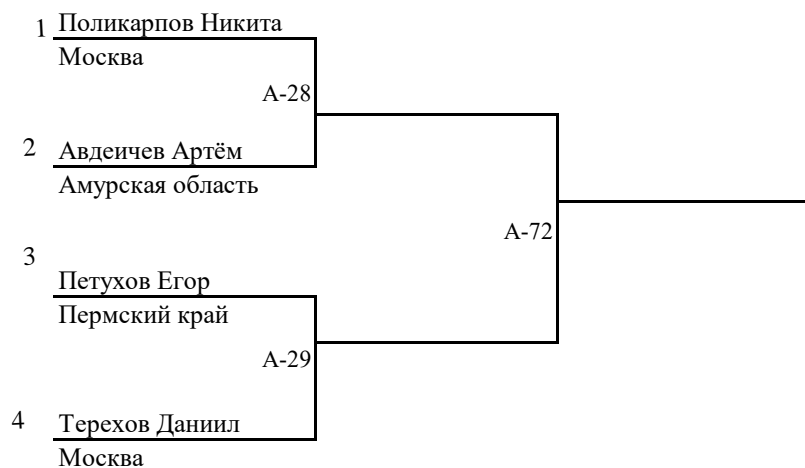 1 Поликарпов Никита
Москва
А-28
2 Авдеичев Артём
Амурская область
А-72
3
Петухов Егор
Пермский край
А-29
4 Терехов Даниил
Москва